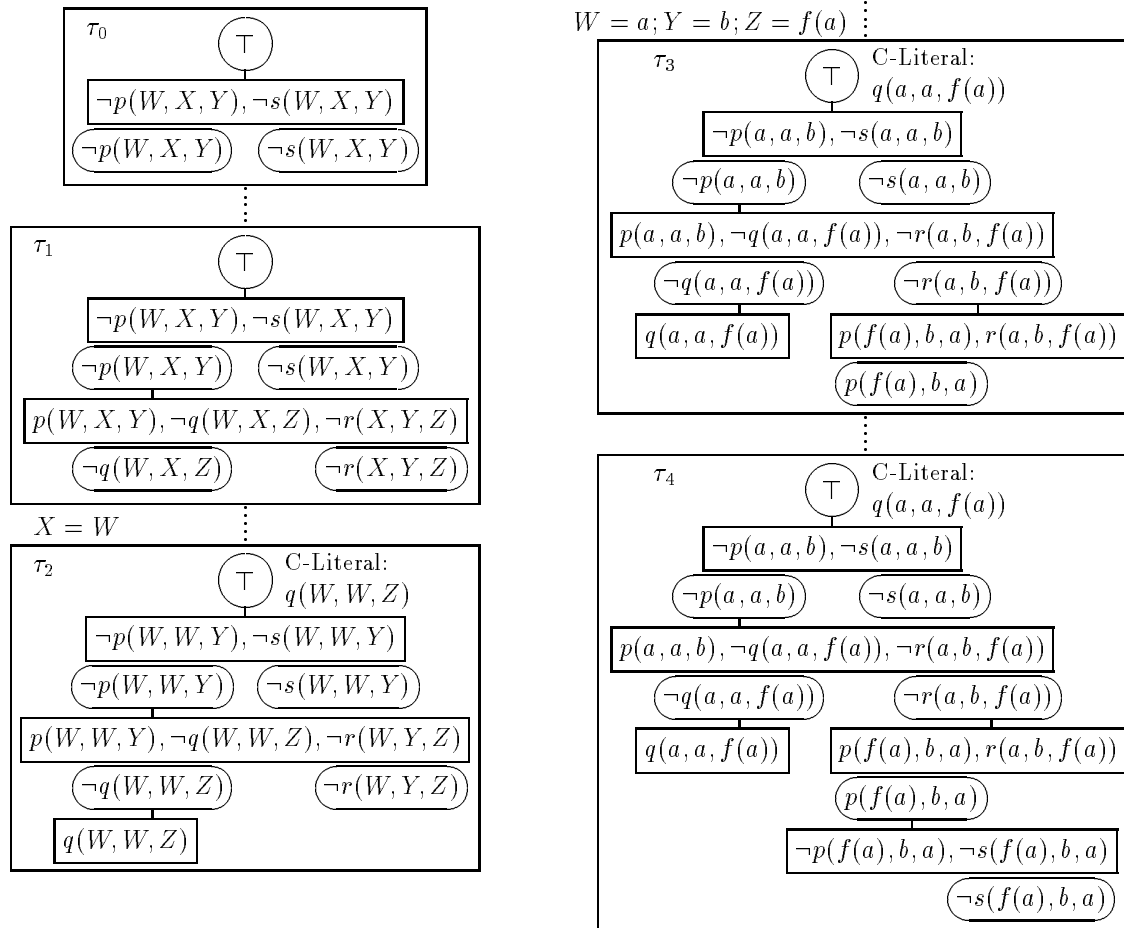 τ₀
⊤
¬p(W, X, Y), ¬s(W, X, Y)
¬p(W, X, Y) ¬s(W, X, Y)
τ₁
⊤
¬p(W, X, Y), ¬s(W, X, Y)
¬p(W, X, Y) ¬s(W, X, Y)
p(W, X, Y), ¬q(W, X, Z), ¬r(X, Y, Z)
¬q(W, X, Z) ¬r(X, Y, Z)
X = W
τ₂
⊤ C-Literal:
q(W, W, Z)
¬p(W, W, Y), ¬s(W, W, Y)
¬p(W, W, Y) ¬s(W, W, Y)
p(W, W, Y), ¬q(W, W, Z), ¬r(W, Y, Z)
¬q(W, W, Z) ¬r(W, Y, Z)
q(W, W, Z)
W = a; Y = b; Z = f(a)
τ₃
⊤ C-Literal:
q(a, a, f(a))
¬p(a, a, b), ¬s(a, a, b)
¬p(a, a, b) ¬s(a, a, b)
p(a, a, b), ¬q(a, a, f(a)), ¬r(a, b, f(a))
¬q(a, a, f(a)) ¬r(a, b, f(a))
q(a, a, f(a)) p(f(a), b, a), r(a, b, f(a))
p(f(a), b, a)
τ₄
⊤ C-Literal:
q(a, a, f(a))
¬p(a, a, b), ¬s(a, a, b)
¬p(a, a, b) ¬s(a, a, b)
p(a, a, b), ¬q(a, a, f(a)), ¬r(a, b, f(a))
¬q(a, a, f(a)) ¬r(a, b, f(a))
q(a, a, f(a)) p(f(a), b, a), r(a, b, f(a))
p(f(a), b, a)
¬p(f(a), b, a), ¬s(f(a), b, a)
¬s(f(a), b, a)